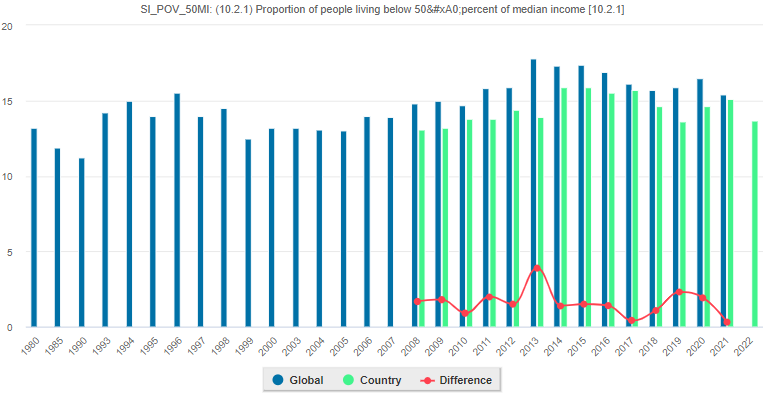 SI_POV_50MI: (10.2.1) Proportion of people living below 50&#xA0;percent of median income [10.2.1]
20
15
10
5
0
1980 1985 1990 1993 1994 1995 1996 1997 1998 1999 2000 2003 2004 2005 2006 2007 2008 2009 2010 2011 2012 2013 2014 2015 2016 2017 2018 2019 2020 2021 2022
Global Country Difference